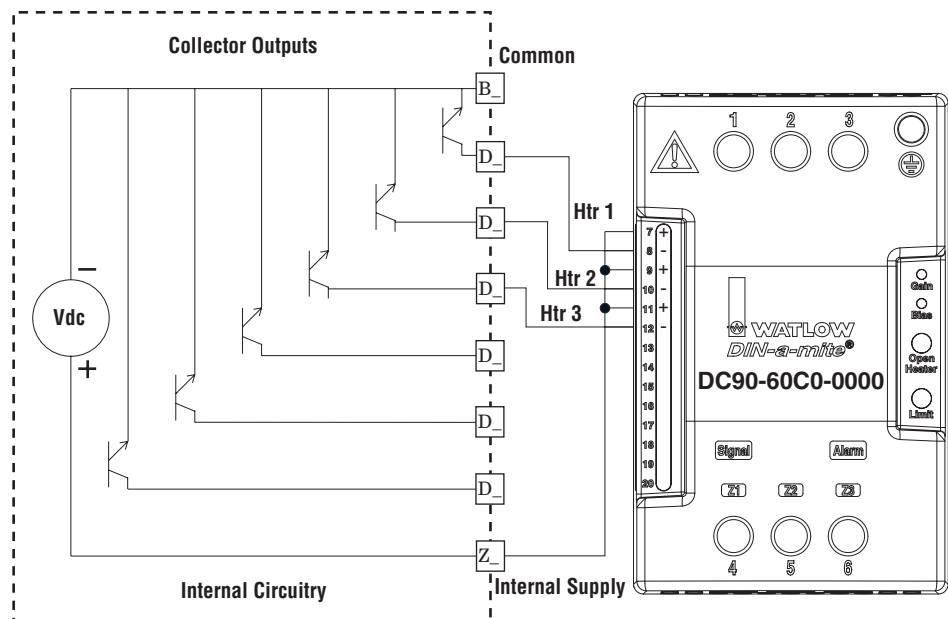 Collector Outputs
Common
B_
D_
D_
D_
D_
D_
D_
Z_
Vdc
−
+
Internal Circuitry
Internal Supply
Htr 1
Htr 2
Htr 3
1 2 3
7 +
8 -
9 +
10 -
11 +
12 -
13
14
15
16
17
18
19
20
WATLOW
DIN-a-mite®
DC90-60C0-0000
Gain
Bias
Open
Heater
Limit
Signal Alarm
Z1 Z2 Z3
4 5 6